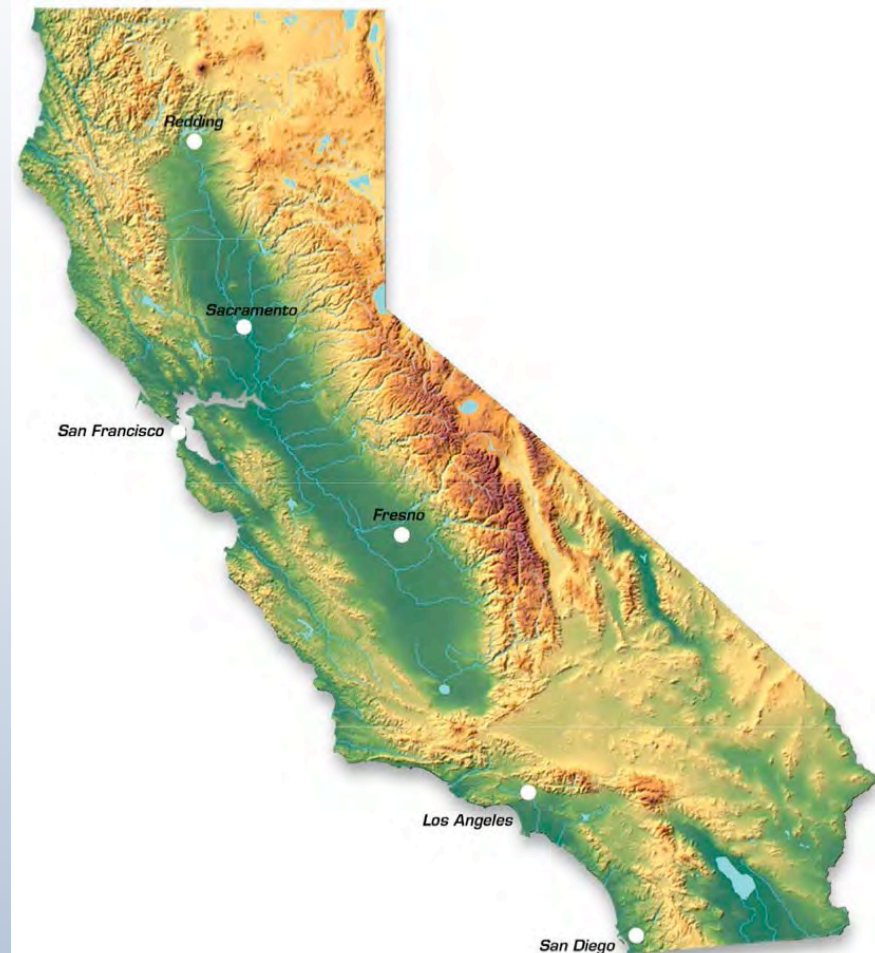 Redding
Sacramento
San Francisco
Fresno
Los Angeles
San Diego